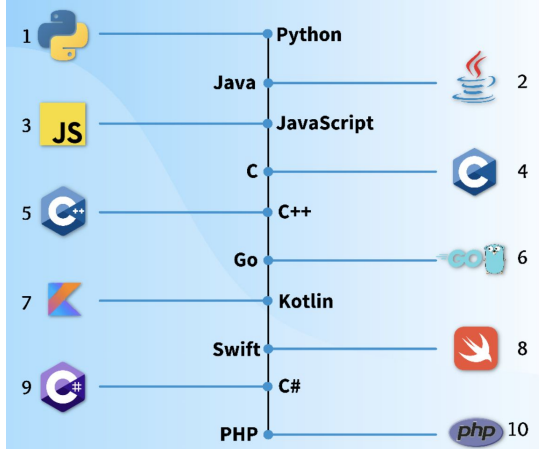 1 Python
Java 2
3 JS JavaScript
C C 4
5 C++ C++
Go GO 6
7 Kotlin
Swift 8
9 C# C#
PHP php 10